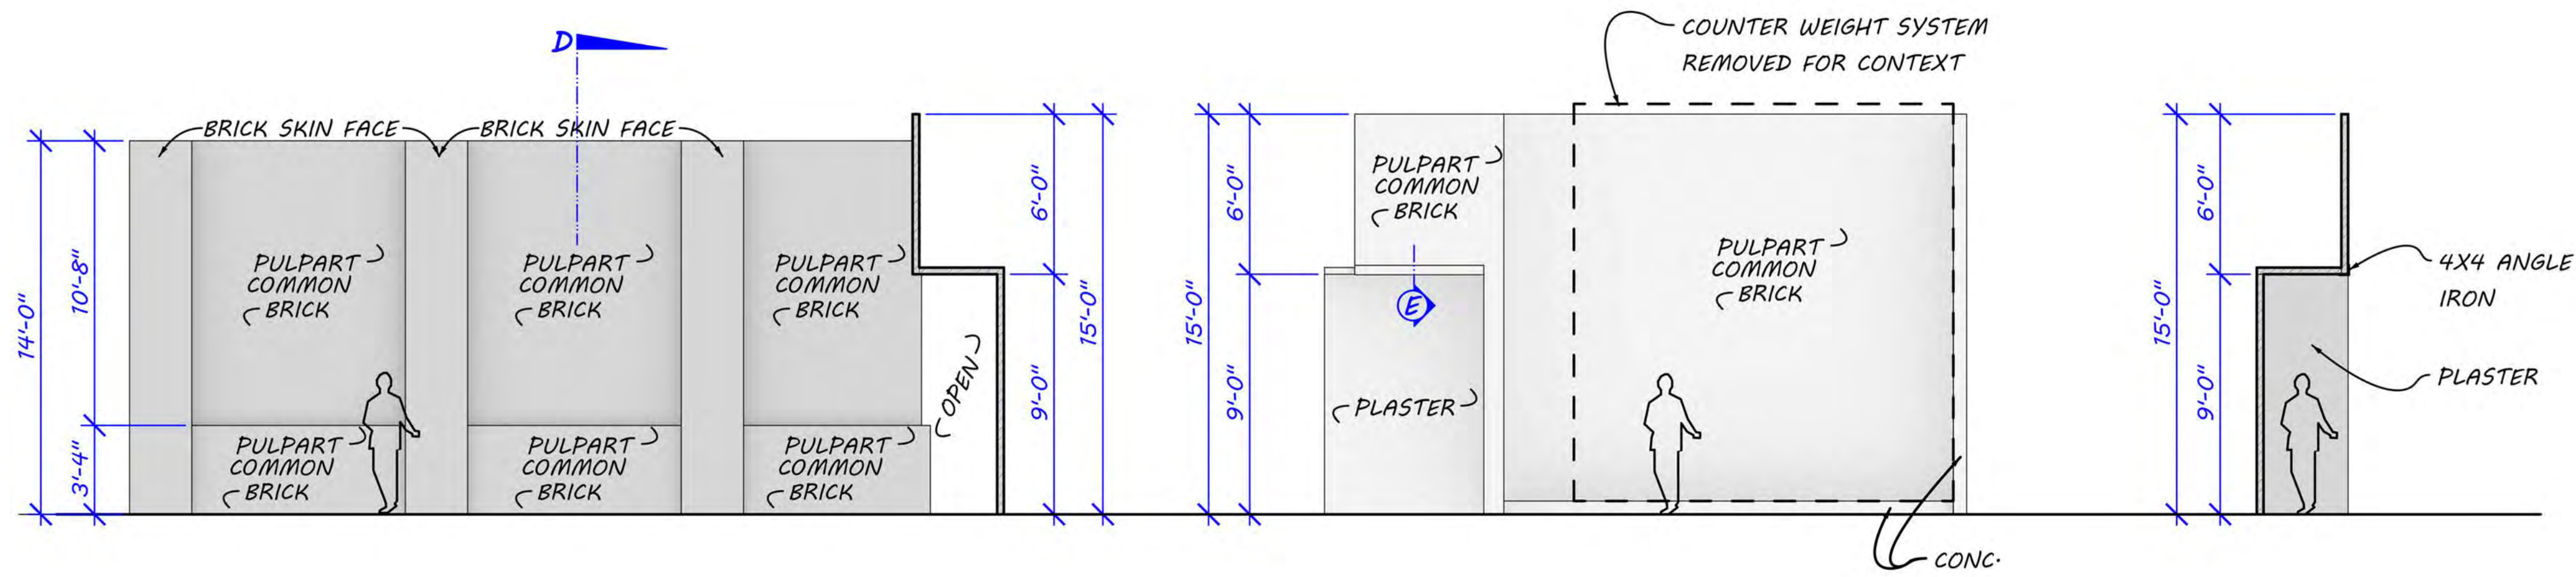 COUNTER WEIGHT SYSTEM
REMOVED FOR CONTEXT
D
BRICK SKIN FACE
BRICK SKIN FACE
14'-0"
10'-8"
3'-4"
PULPART
COMMON
BRICK
PULPART
COMMON
BRICK
PULPART
COMMON
BRICK
PULPART
COMMON
BRICK
PULPART
COMMON
BRICK
PULPART
COMMON
BRICK
OPEN
6'-0"
9'-0"
15'-0"
15'-0"
6'-0"
9'-0"
PULPART
COMMON
BRICK
E
PLASTER
PULPART
COMMON
BRICK
CONC.
15'-0"
6'-0"
9'-0"
4X4 ANGLE
IRON
PLASTER